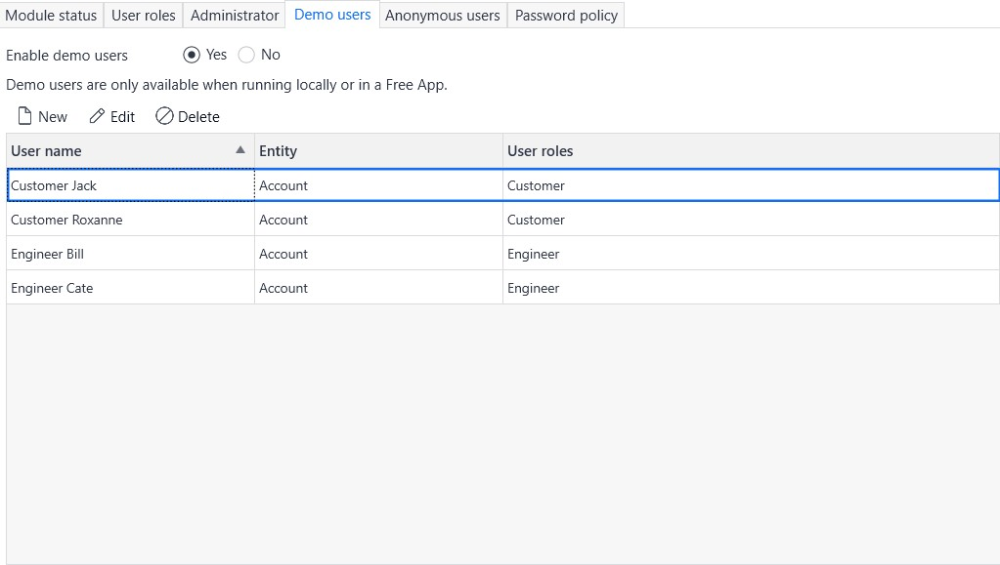 Module status User roles Administrator Demo users Anonymous users Password policy
Enable demo users Yes No
Demo users are only available when running locally or in a Free App.
New Edit Delete
User name Entity User roles
Customer Jack Account Customer
Customer Roxanne Account Customer
Engineer Bill Account Engineer
Engineer Cate Account Engineer